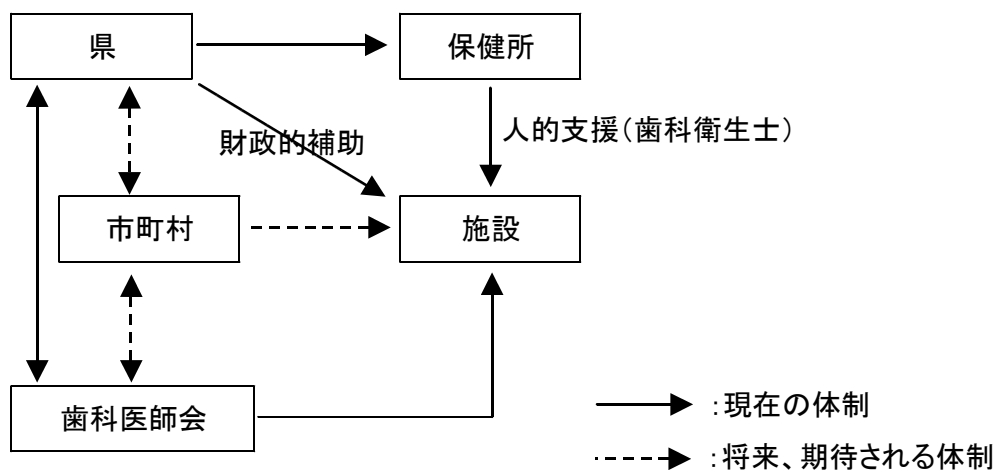 県
保健所
財政的補助
人的支援(歯科衛生士)
市町村
施設
歯科医師会
:現在の体制
:将来、期待される体制